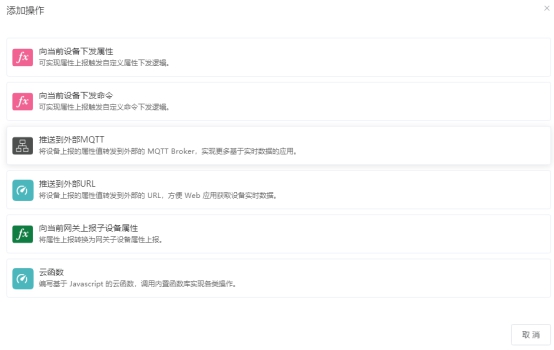 添加操作
×
fx
向当前设备下发属性
可实现属性上报触发自定义属性下发逻辑。
fx
向当前设备下发命令
可实现属性上报触发自定义命令下发逻辑。
推送到外部MQTT
将设备上报的属性值转发到外部的 MQTT Broker，实现更多基于实时数据的应用。
推送到外部URL
将设备上报的属性值转发到外部的 URL，方便 Web 应用获取设备实时数据。
fx
向当前网关上报子设备属性
将属性上报转换为网关子设备属性上报。
云函数
编写基于 Javascript 的云函数，调用内置函数库实现各类操作。
取 消